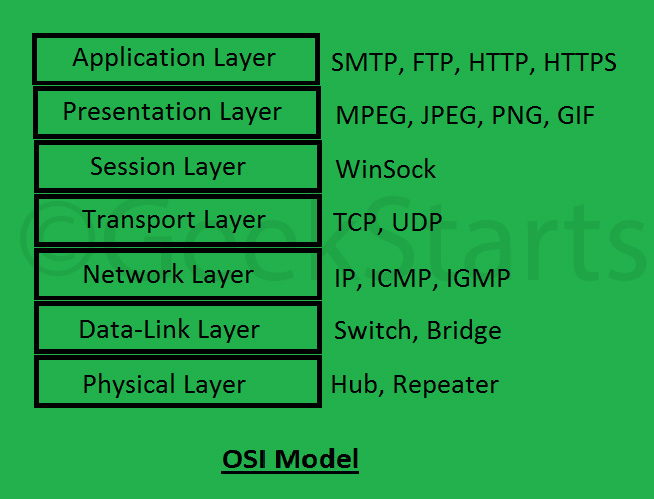 Application Layer SMTP, FTP, HTTP, HTTPS
Presentation Layer MPEG, JPEG, PNG, GIF
Session Layer WinSock
Transport Layer TCP, UDP
©GeekStarts
Network Layer IP, ICMP, IGMP
Data-Link Layer Switch, Bridge
Physical Layer Hub, Repeater
OSI Model